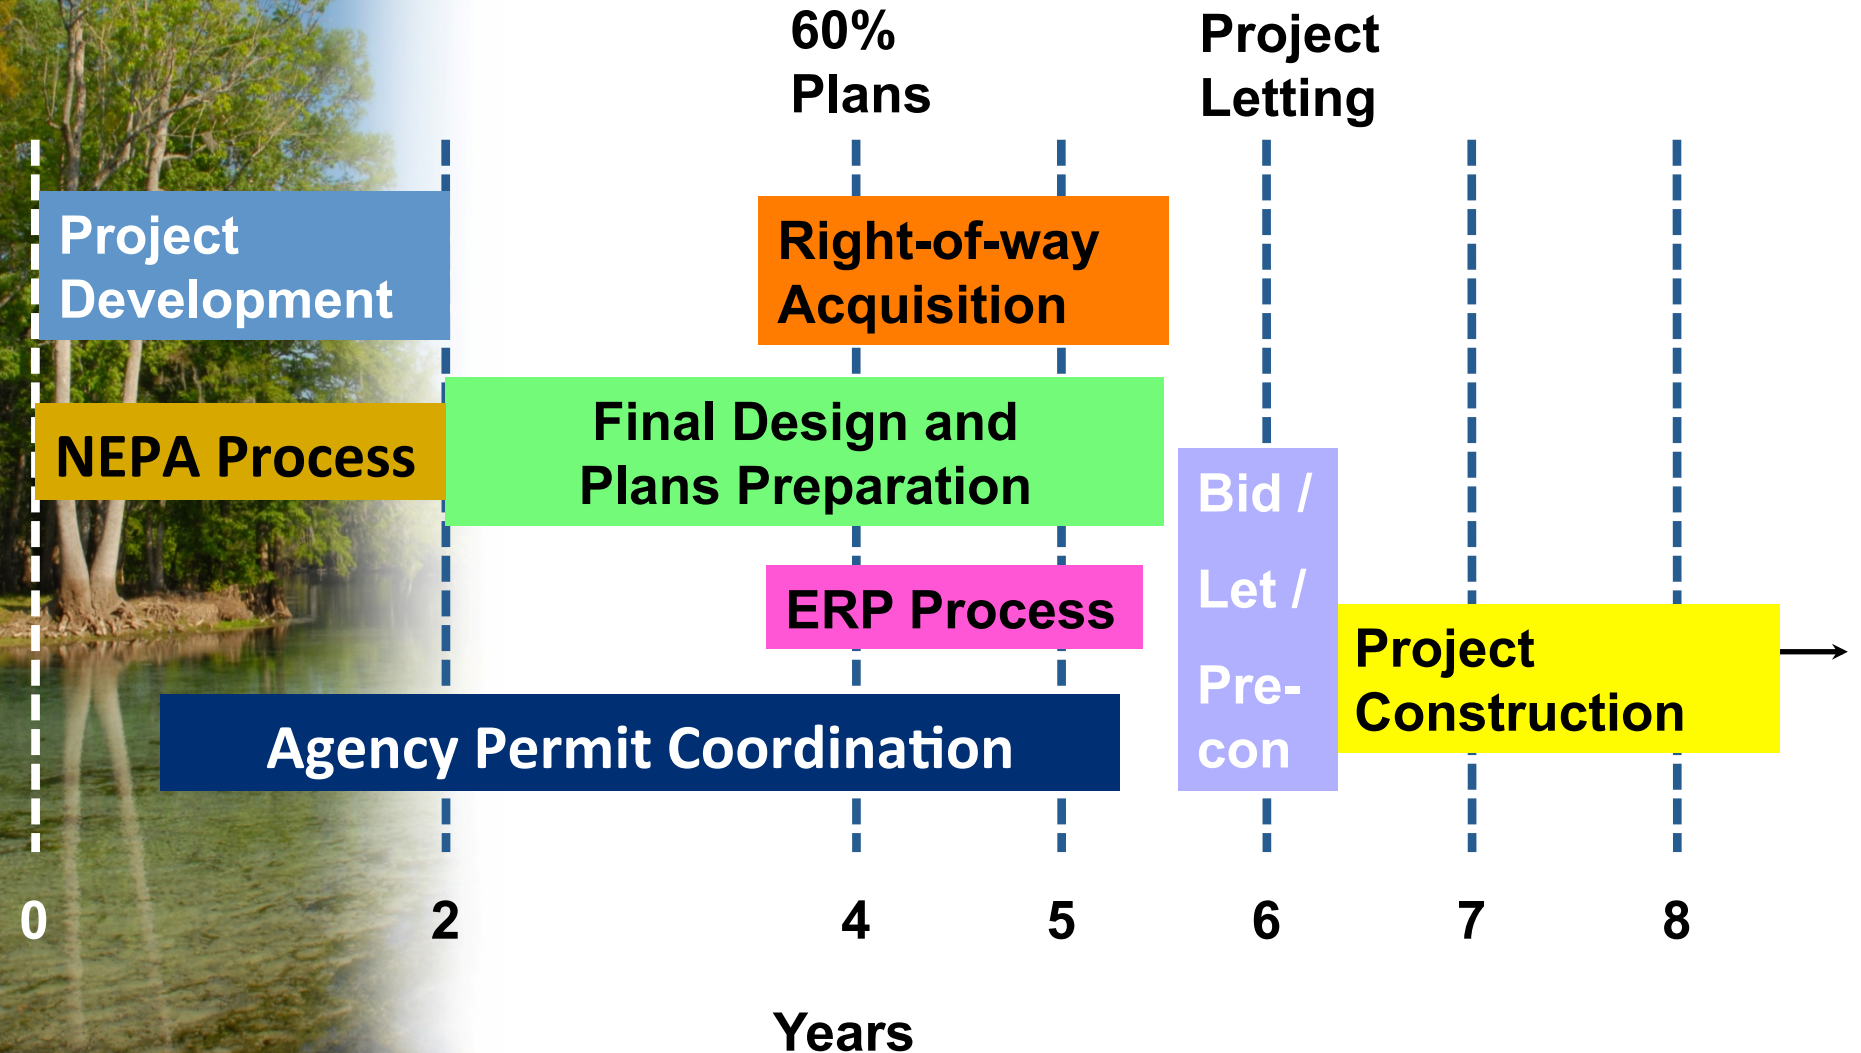 60%
Plans
Project
Letting
Project
Development
Right-of-way
Acquisition
NEPA Process
Final Design and
Plans Preparation
Bid /
Let /
Pre-
con
ERP Process
Project
Construction
Agency Permit Coordination
0 2 4 5 6 7 8
Years